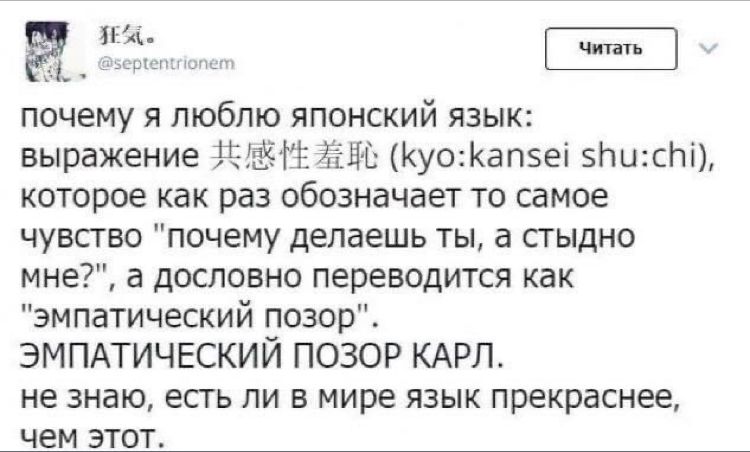 狂気。
@septentrionem
Читать
почему я люблю японский язык:
выражение 共感性羞恥 (kyo:kansei shu:chi),
которое как раз обозначает то самое
чувство "почему делаешь ты, а стыдно
мне?", а дословно переводится как
"эмпатический позор".
ЭМПАТИЧЕСКИЙ ПОЗОР КАРЛ.
не знаю, есть ли в мире язык прекраснее,
чем этот.